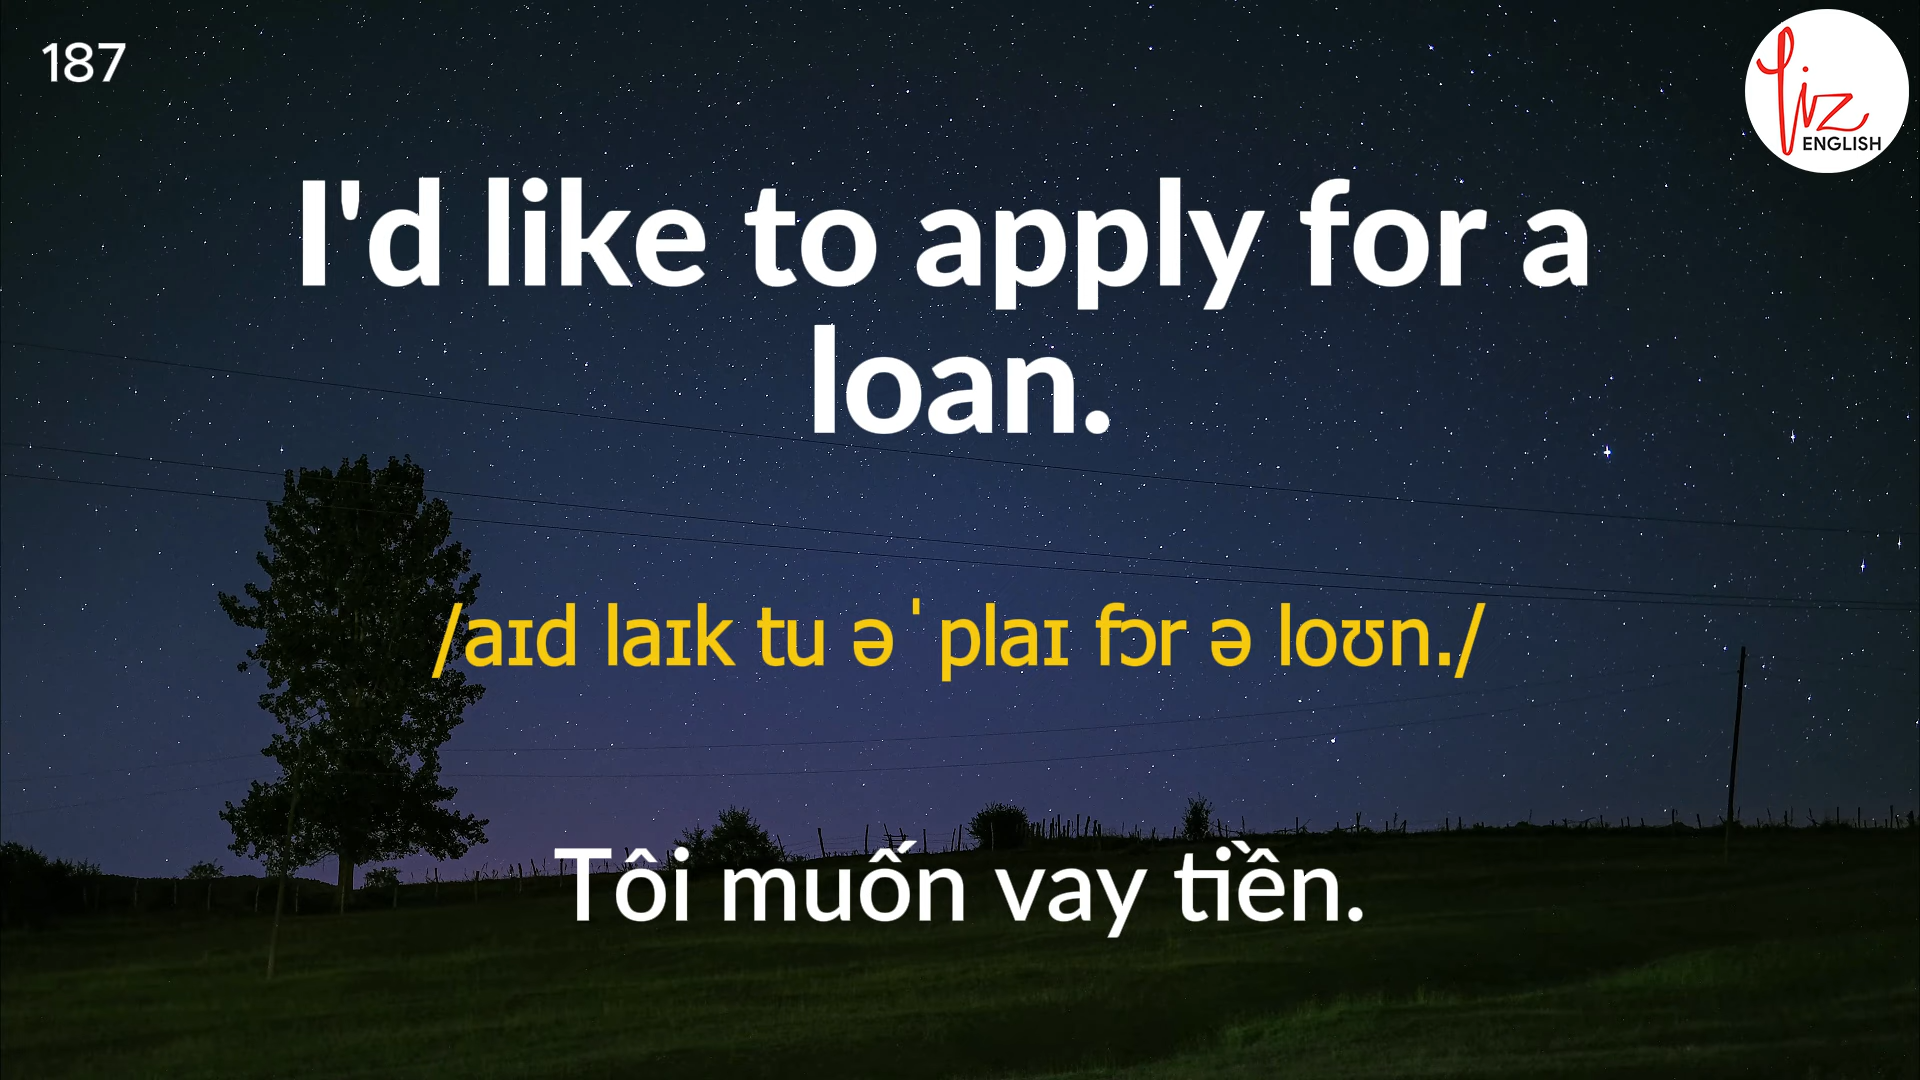 187
Liz
ENGLISH
I'd like to apply for a
loan.
/aɪd laɪk tu əˈplaɪ fɔr ə loʊn./
Tôi muốn vay tiền.